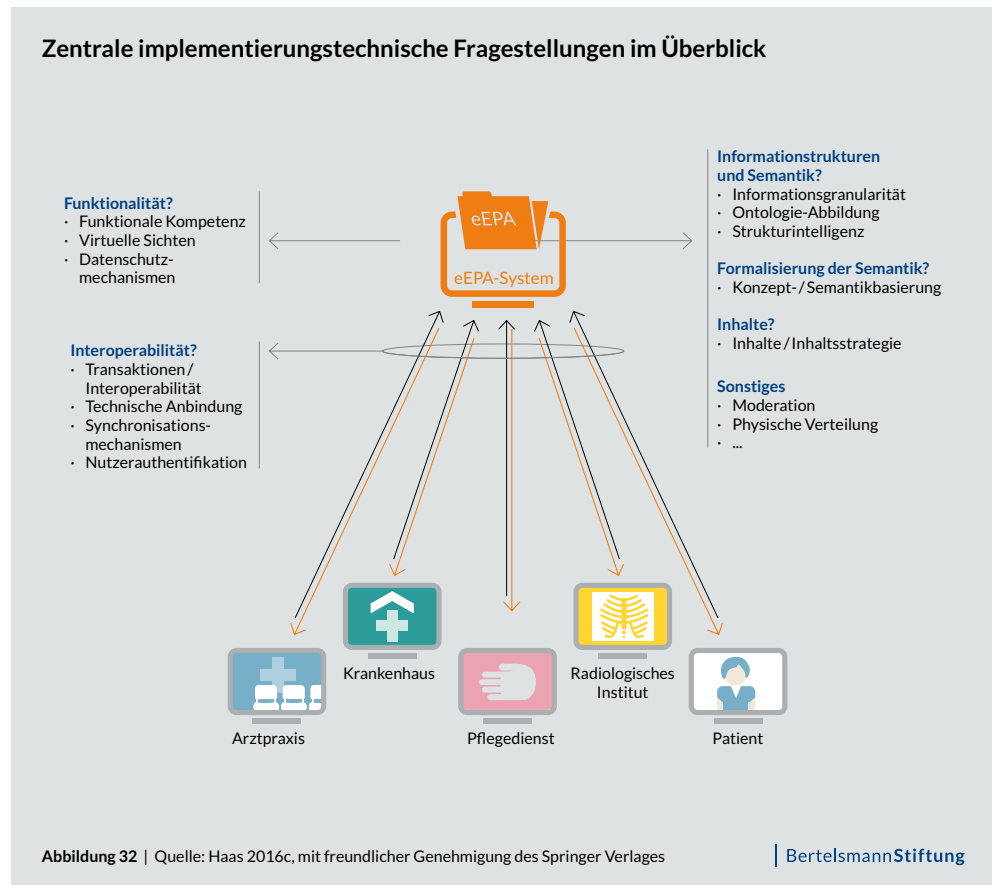 Zentrale implementierungstechnische Fragestellungen im Überblick
Funktionalität?
· Funktionale Kompetenz
· Virtuelle Sichten
· Datenschutz-
mechanismen
Interoperabilität?
· Transaktionen /
Interoperabilität
· Technische Anbindung
· Synchronisations-
mechanismen
· Nutzerauthentifikation
eEPA
eEPA-System
Informationstrukturen
und Semantik?
· Informationsgranularität
· Ontologie-Abbildung
· Strukturintelligenz
Formalisierung der Semantik?
· Konzept- / Semantikbasierung
Inhalte?
· Inhalte / Inhaltsstrategie
Sonstiges
· Moderation
· Physische Verteilung
· ...
Arztpraxis
Krankenhaus
Pflegedienst
Radiologisches
Institut
Patient
Abbildung 32 | Quelle: Haas 2016c, mit freundlicher Genehmigung des Springer Verlages
BertelsmannStiftung